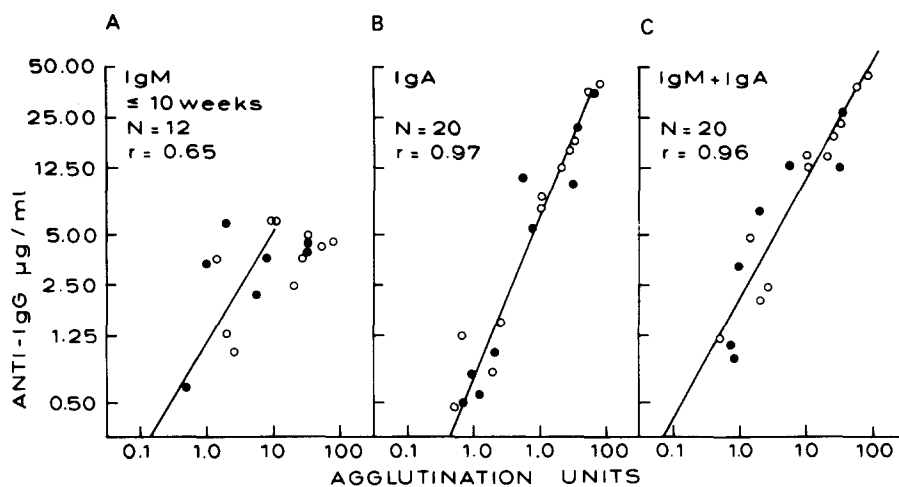 A
B
C
IgM
≤ 10 weeks
N = 12
r = 0.65
IgA
N = 20
r = 0.97
IgM + IgA
N = 20
r = 0.96
ANTI-IgG µg/ml
50.00
25.00
12.50
5.00
2.50
1.25
0.50
0.1 1.0 10 100
0.1 1.0 1.0 100
0.1 1.0 10 100
AGGLUTINATION UNITS